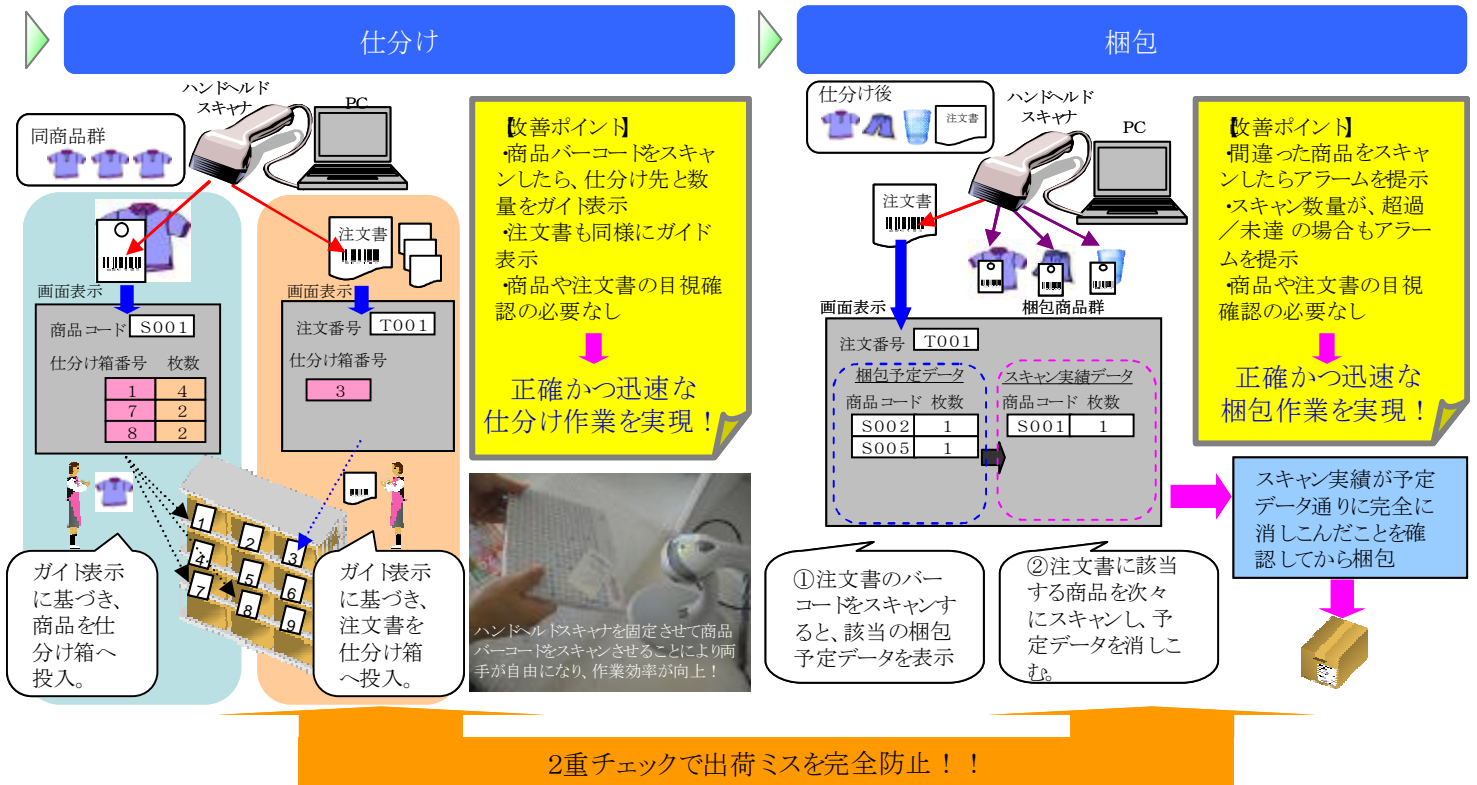 仕分け
ハンドヘルド
スキャナ
PC
同商品群
注文書
画面表示
商品コード S001
仕分け箱番号 枚数
1 4
7 2
8 2
画面表示
注文番号 T001
仕分け箱番号
3
1
2
3
4
5
6
7
8
9
ガイド表示
に基づき、
商品を仕
分け箱へ
投入。
ガイド表示
に基づき、
注文書を
仕分け箱
へ投入。
【改善ポイント】
・商品バーコードをスキャ
ンしたら、仕分け先と数
量をガイド表示
・注文書も同様にガイド
表示
・商品や注文書の目視確
認の必要なし
正確かつ迅速な
仕分け作業を実現！
ハンドヘルドスキャナを固定させて商品
バーコードをスキャンさせることにより両
手が自由になり、作業効率が向上！
梱包
仕分け後
注文書
ハンドヘルド
スキャナ
PC
注文書
画面表示
梱包商品群
注文番号 T001
梱包予定データ
商品コード 枚数
S002 1
S005 1
スキャン実績データ
商品コード 枚数
S001 1
①注文書のバー
コードをスキャンす
ると、該当の梱包
予定データを表示
②注文書に該当
する商品を次々
にスキャンし、予
定データを消しこ
む。
【改善ポイント】
・間違った商品をスキャ
ンしたらアラームを提示
・スキャン数量が、超過
／未達 の場合もアラー
ムを提示
・商品や注文書の目視
確認の必要なし
正確かつ迅速な
梱包作業を実現！
スキャン実績が予定
データ通りに完全に
消しこんだことを確
認してから梱包
2重チェックで出荷ミスを完全防止！！